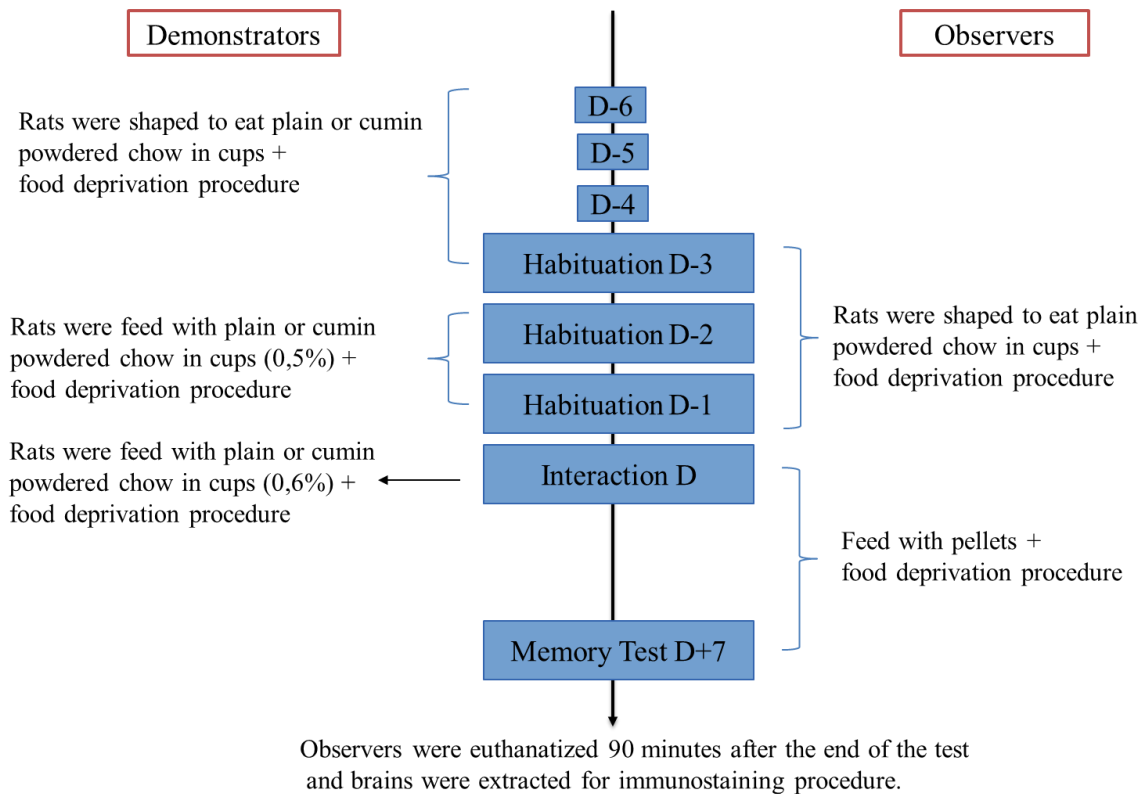 Demonstrators
Observers
Rats were shaped to eat plain or cumin
powdered chow in cups +
food deprivation procedure
D-6
D-5
D-4
Habituation D-3
Habituation D-2
Habituation D-1
Rats were feed with plain or cumin
powdered chow in cups (0,5%) +
food deprivation procedure
Rats were shaped to eat plain
powdered chow in cups +
food deprivation procedure
Rats were feed with plain or cumin
powdered chow in cups (0,6%) +
food deprivation procedure
Interaction D
Feed with pellets +
food deprivation procedure
Memory Test D+7
Observers were euthanatized 90 minutes after the end of the test
and brains were extracted for immunostaining procedure.